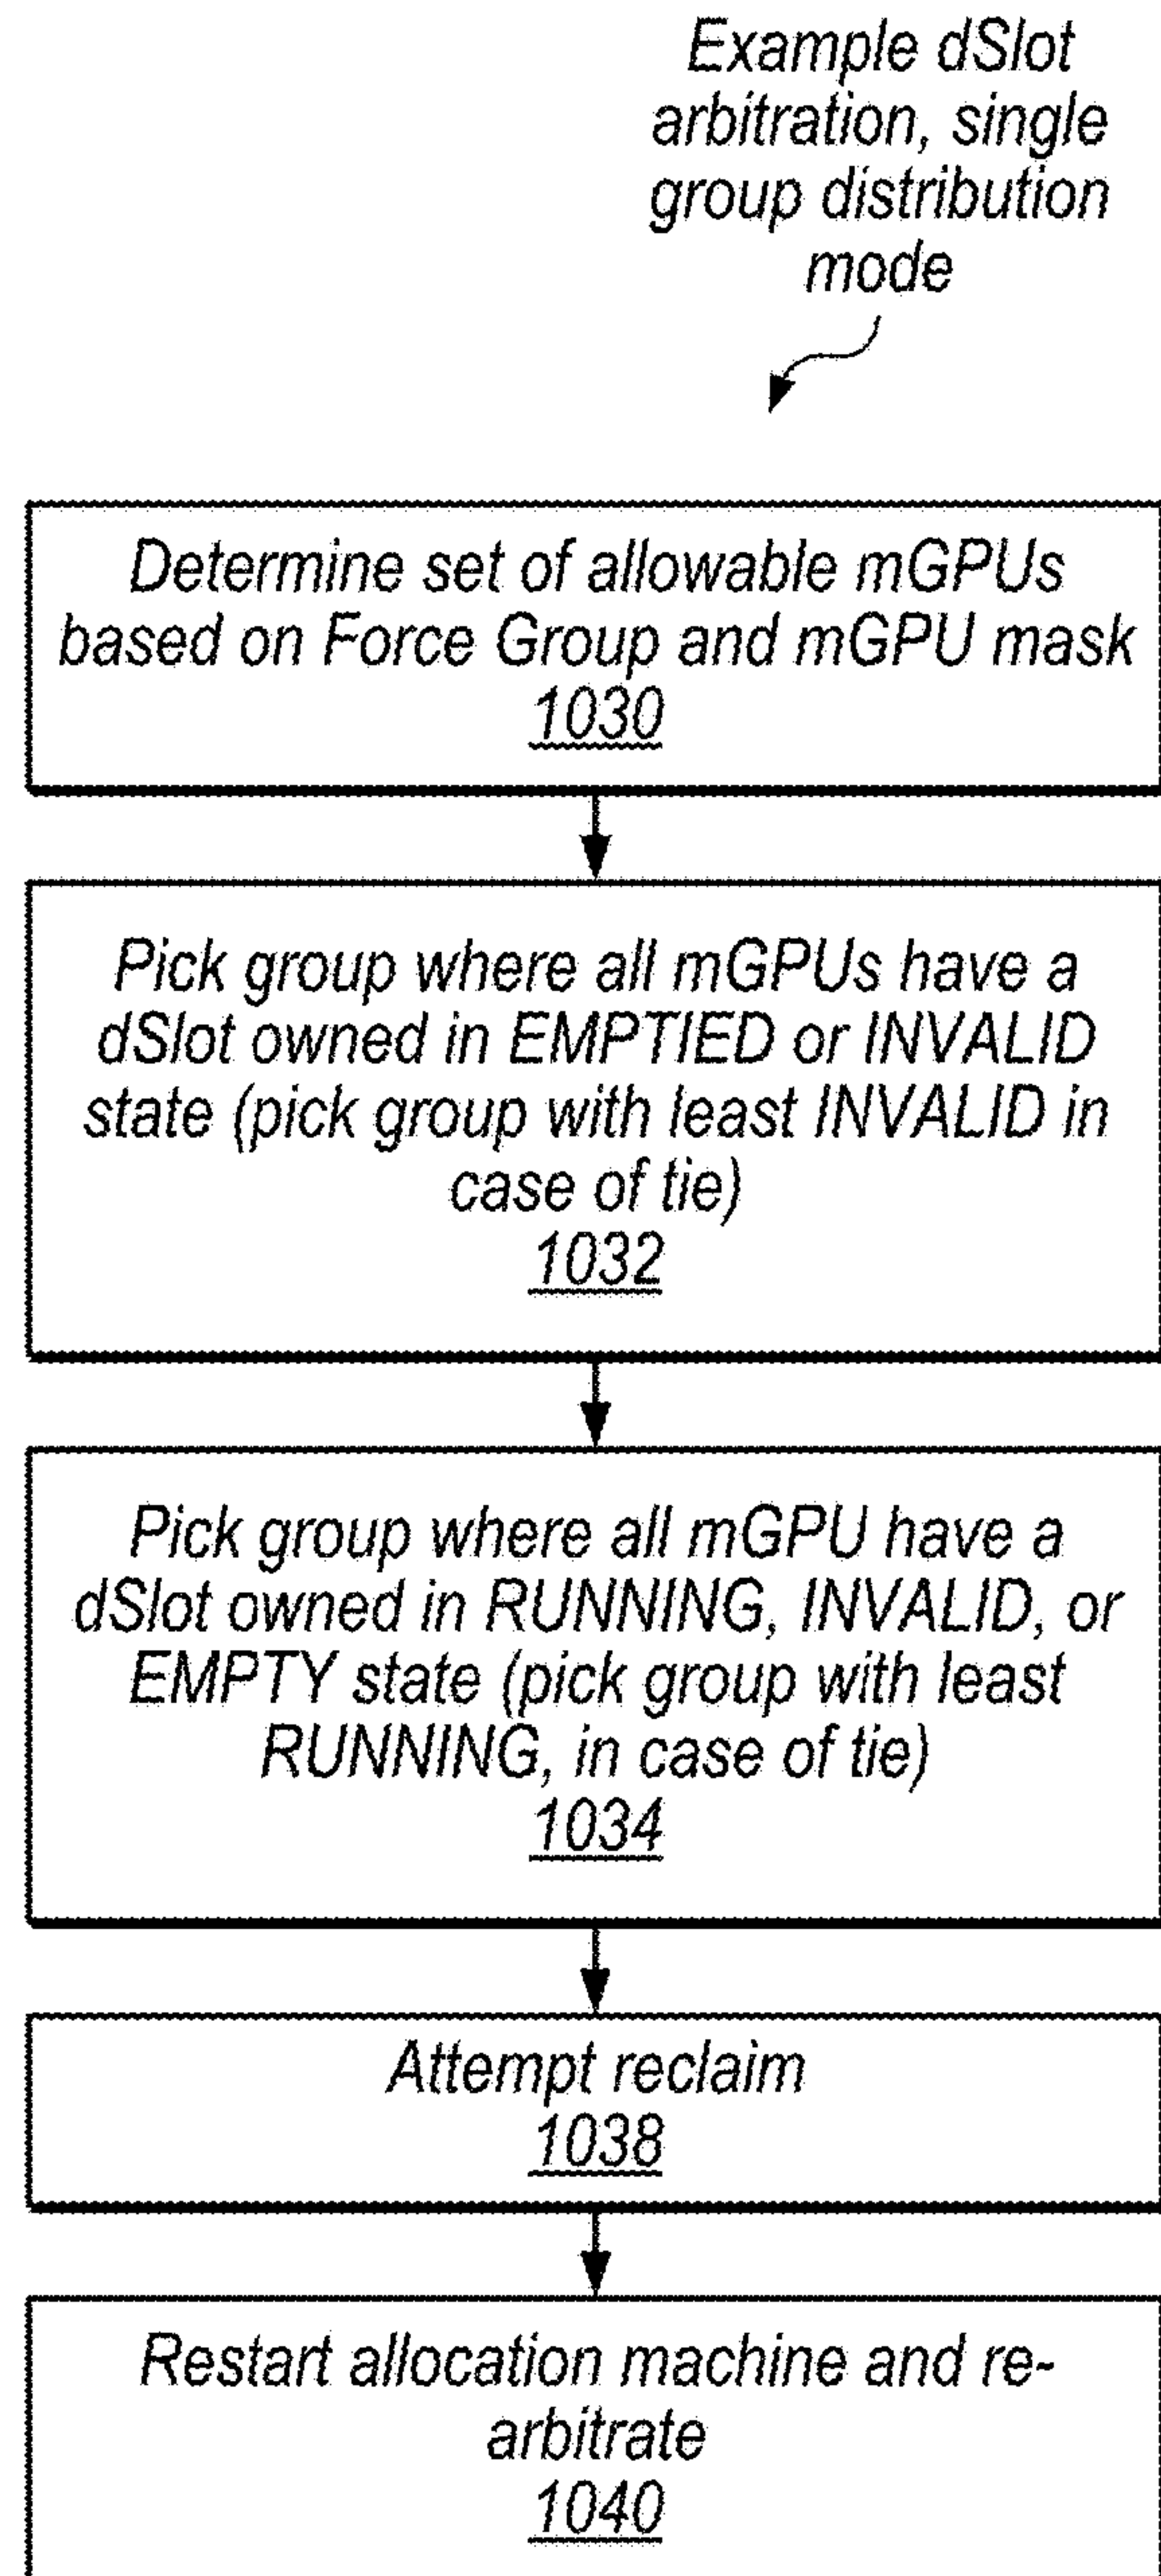 Example dSlot
arbitration, single
group distribution
mode
Determine set of allowable mGPUs
based on Force Group and mGPU mask
1030
Pick group where all mGPUs have a
dSlot owned in EMPTIED or INVALID
state (pick group with least INVALID in
case of tie)
1032
Pick group where all mGPU have a
dSlot owned in RUNNING, INVALID, or
EMPTY state (pick group with least
RUNNING, in case of tie)
1034
Attempt reclaim
1038
Restart allocation machine and re-
arbitrate
1040